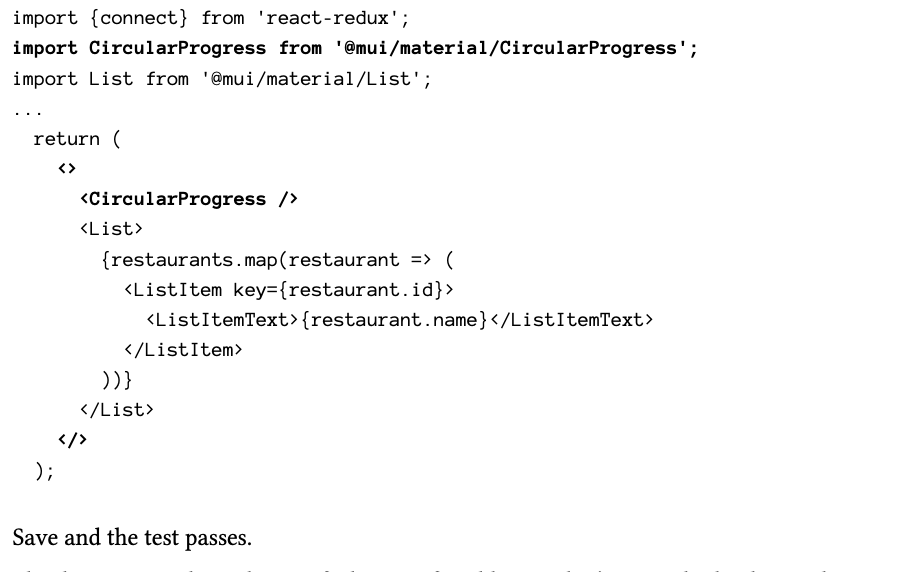 import {connect} from 'react-redux';
import CircularProgress from '@mui/material/CircularProgress';
import List from '@mui/material/List';
...
  return (
    <>
      <CircularProgress />
      <List>
        {restaurants.map(restaurant => (
          <ListItem key={restaurant.id}>
            <ListItemText>{restaurant.name}</ListItemText>
          </ListItem>
        ))}
      </List>
    </>
  );
Save and the test passes.